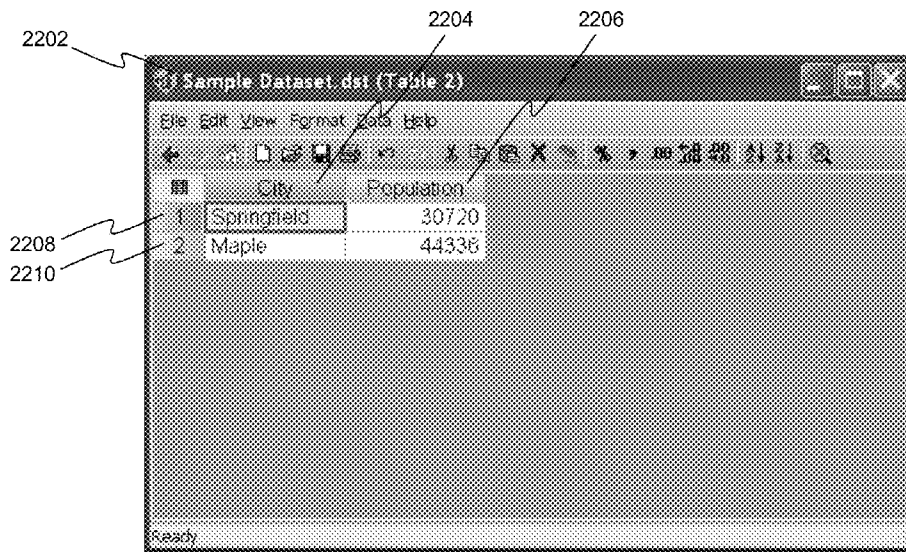 2204
2206
2202
Sample Dataset.dst (Table 2)
File Edit View Format Data Help
City Population
1 Springfield 30720
2 Maple 44336
2208
2210
Ready